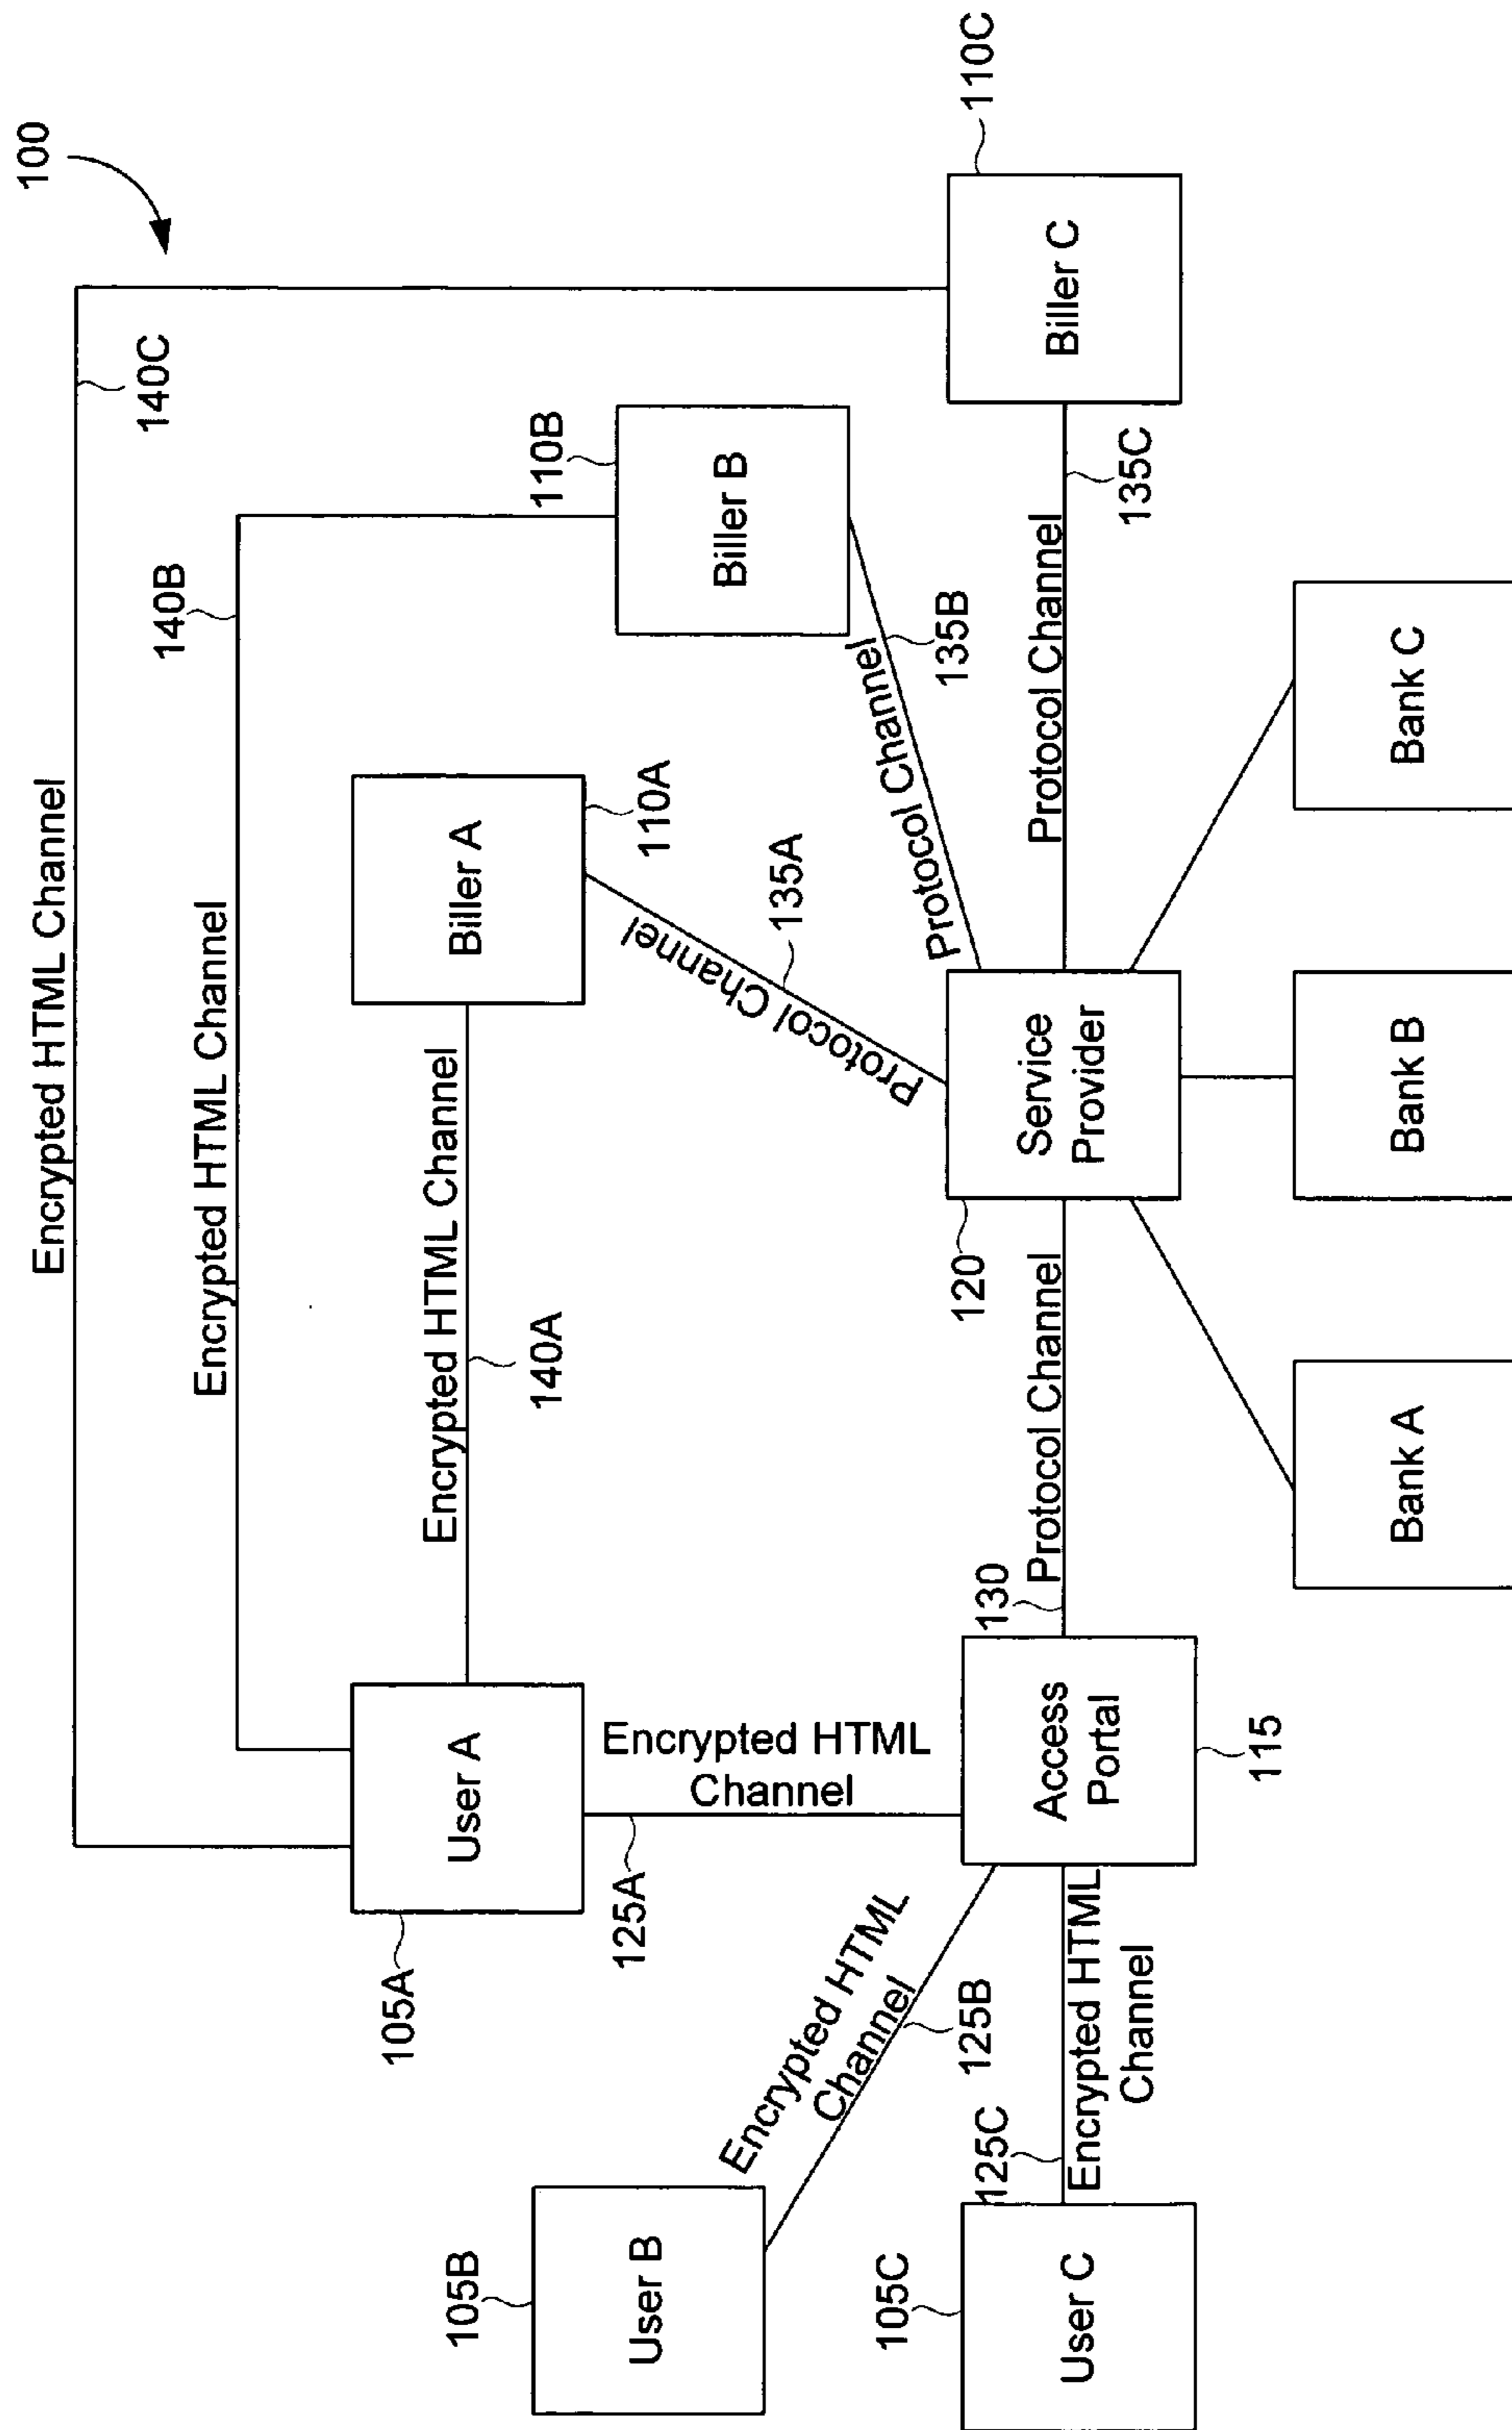 100
Encrypted HTML Channel
140C
140B
Encrypted HTML Channel
Encrypted HTML Channel
140A
105A
User A
Biller A
110A
110B
Biller B
125A
Encrypted HTML
Channel
Protocol Channel
135A
Protocol Channel
135B
105B
User B
Encrypted HTML
Channel
125B
105C
User C
125C
Encrypted HTML
Channel
Access
Portal
115
130
Protocol Channel
120
Service
Provider
Protocol Channel
135C
Biller C
110C
Bank A
Bank B
Bank C